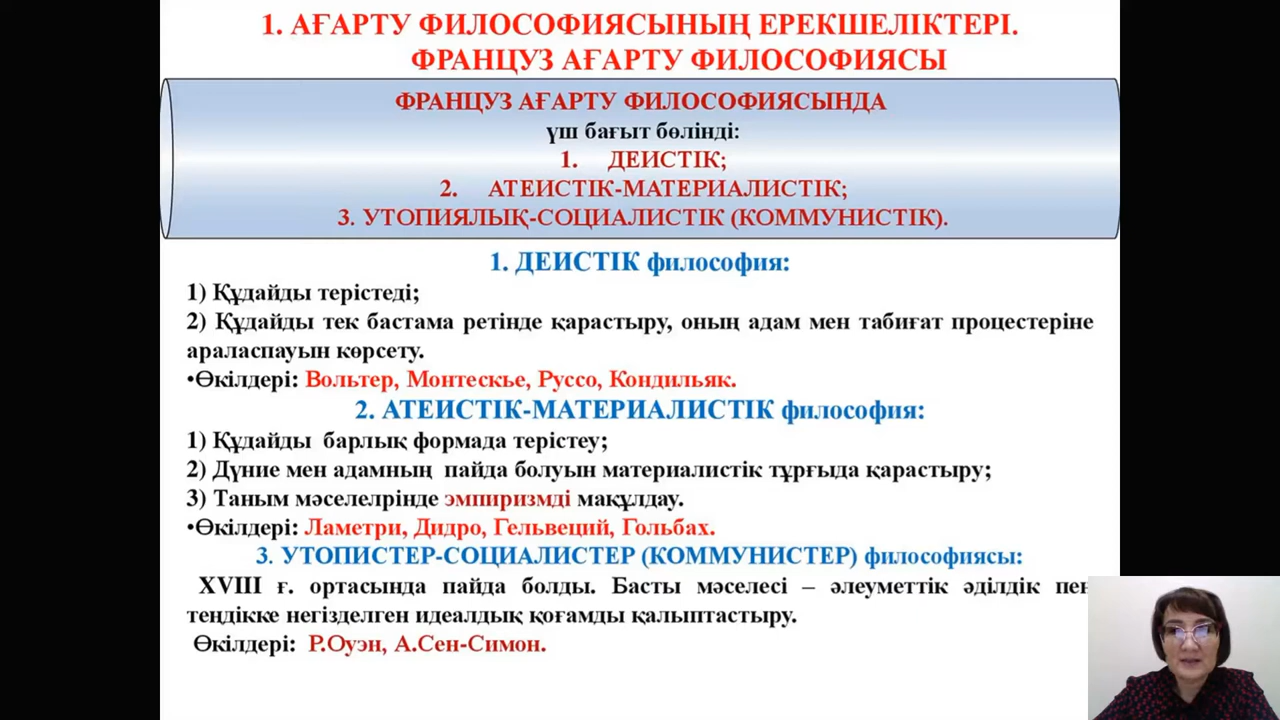 1. АҒАРТУ ФИЛОСОФИЯСЫНЫҢ ЕРЕКШЕЛІКТЕРІ.
ФРАНЦУЗ АҒАРТУ ФИЛОСОФИЯСЫ
ФРАНЦУЗ АҒАРТУ ФИЛОСОФИЯСЫНДА
үш бағыт бөлінді:
1. ДЕИСТІК;
2. АТЕИСТІК-МАТЕРИАЛИСТІК;
3. УТОПИЯЛЫҚ-СОЦИАЛИСТІК (КОММУНИСТІК).
1. ДЕИСТІК философия:
1) Құдайды терістеді;
2) Құдайды тек бастама ретінде қарастыру, оның адам мен табиғат процестеріне
араласпауын көрсету.
•Өкілдері: Вольтер, Монтескье, Руссо, Кондильяк.
2. АТЕИСТІК-МАТЕРИАЛИСТІК философия:
1) Құдайды барлық формада терістеу;
2) Дүние мен адамның пайда болуын материалистік тұрғыда қарастыру;
3) Таным мәселелрінде эмпиризмді мақұлдау.
•Өкілдері: Ламетри, Дидро, Гельвеций, Гольбах.
3. УТОПИСТЕР-СОЦИАЛИСТЕР (КОММУНИСТЕР) философиясы:
XVIII ғ. ортасында пайда болды. Басты мәселесі – әлеуметтік әділдік пен
теңдікке негізделген идеалдық қоғамды қалыптастыру.
Өкілдері: Р.Оуэн, А.Сен-Симон.